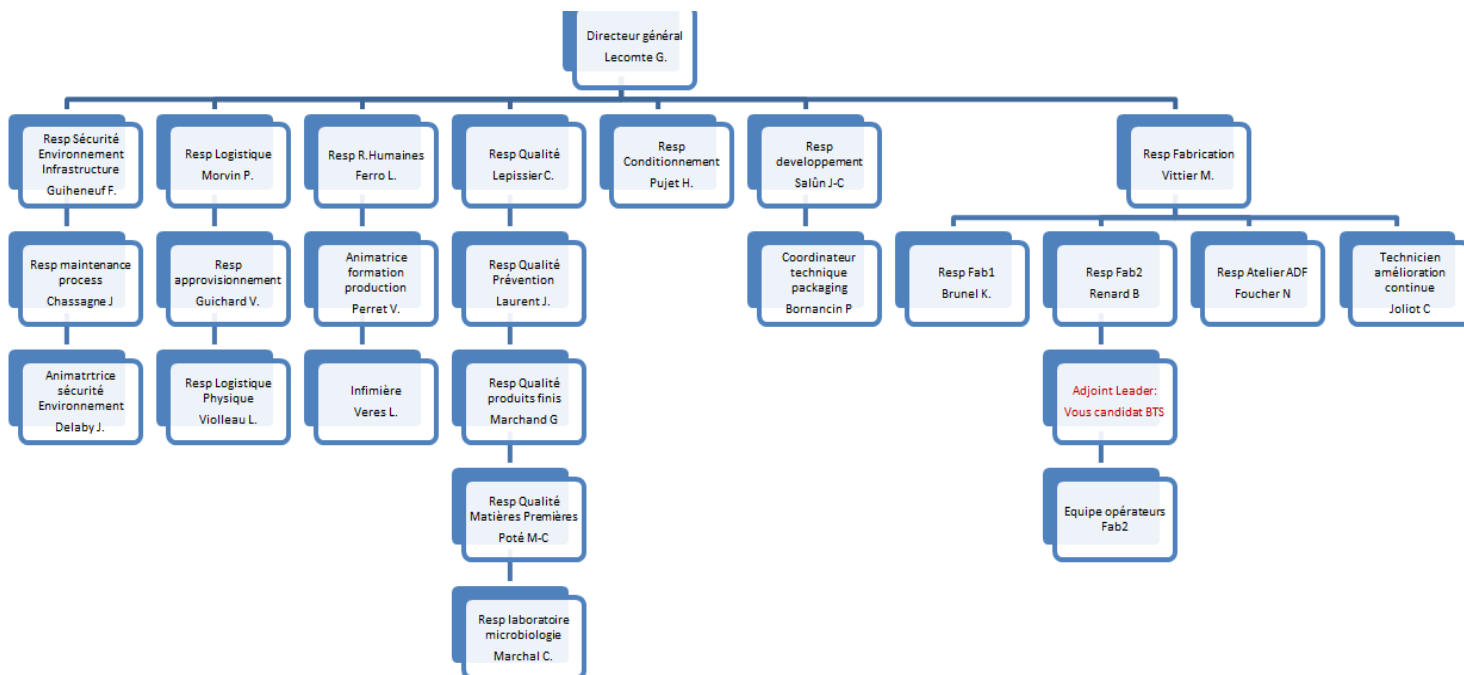 Directeur général
Lecomte G.
Resp Sécurité
Environnement
Infrastructure
Guiheneuf F.
Resp Logistique
Morvin P.
Resp R.Humaines
Ferro L.
Resp Qualité
Lepissier C.
Resp
Conditionnement
Pujet H.
Resp
developpement
Salûn J-C
Resp Fabrication
Vittier M.
Resp maintenance
process
Chassagne J
Resp
approvisionnement
Guichard V.
Animatrice
formation
production
Perret V.
Resp Qualité
Prévention
Laurent J.
Coordinateur
technique
packaging
Bornancin P
Resp Fab1
Brunel K.
Resp Fab2
Renard B
Resp Atelier ADF
Foucher N
Technicien
amélioration
continue
Joliot C
Animatrtrice
sécurité
Environnement
Delaby J.
Resp Logistique
Physique
Violleau L.
Infimière
Veres L.
Resp Qualité
produits finis
Marchand G
Adjoint Leader:
Vous candidat BTS
Resp Qualité
Matières Premières
Poté M-C
Equipe opérateurs
Fab2
Resp laboratoire
microbiologie
Marchal C.